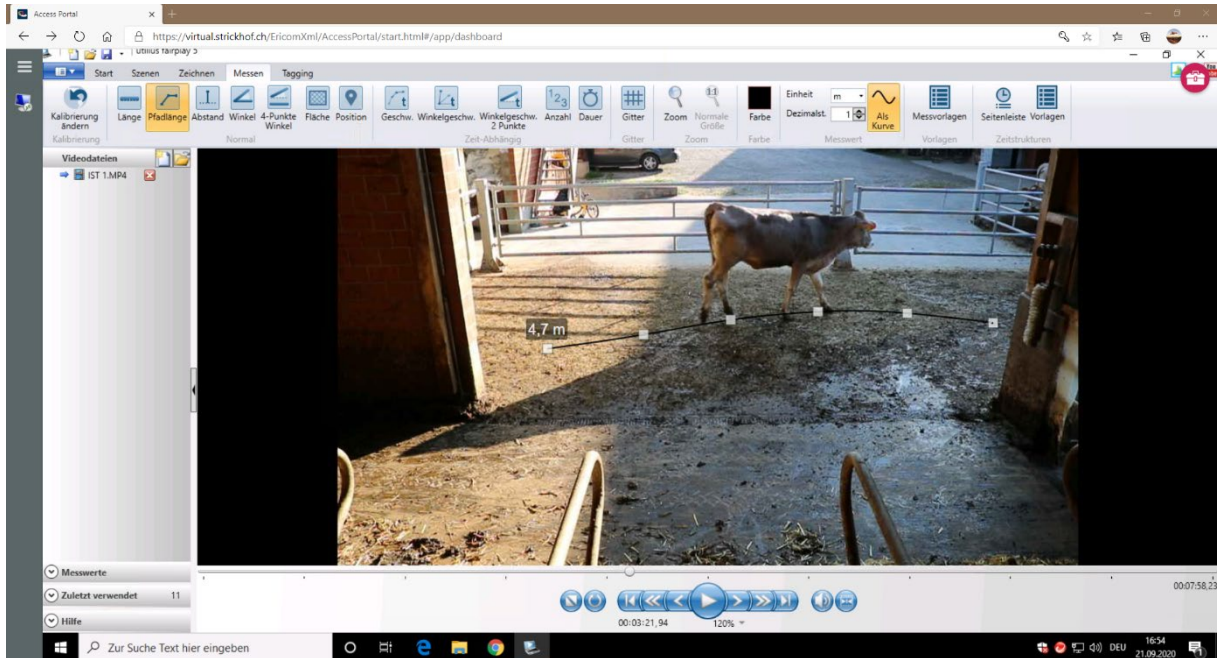 Access Portal
https://virtual.strickhof.ch/EricomXml/AccessPortal/start.html#/app/dashboard
utilius fairplay 5
Start Szenen Zeichnen Messen Tagging
Kalibrierung ändern
Länge Pfadlänge Abstand Winkel 4-Punkte Winkel Fläche Position
Geschw. Winkelgeschw. Winkelgeschw. 2 Punkte Anzahl Dauer
Gitter
Zoom Normale Größe
1:1
Farbe
Einheit m
Dezimalst. 1
Als Kurve
Messvorlagen
Seitenleiste Vorlagen
Kalibrierung Normal Zeit-Abhängig Gitter Zoom Farbe Messwert Vorlagen Zeitstrukturen
Videodateien
IST 1.MP4
4,7 m
Messwerte
Zuletzt verwendet 11
Hilfe
00:07:58,23
00:03:21,94 120%
Zur Suche Text hier eingeben
DEU
16:54
21.09.2020